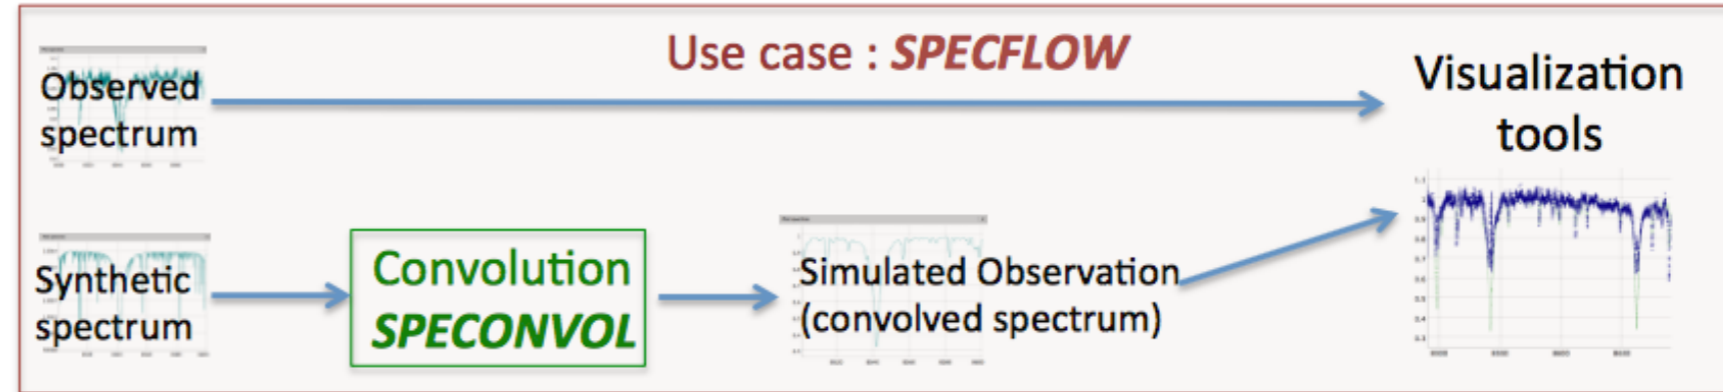 Use case : SPECFLOW
Observed
spectrum
Visualization
tools
Synthetic
spectrum
Convolution
SPECONVOL
Simulated Observation
(convolved spectrum)